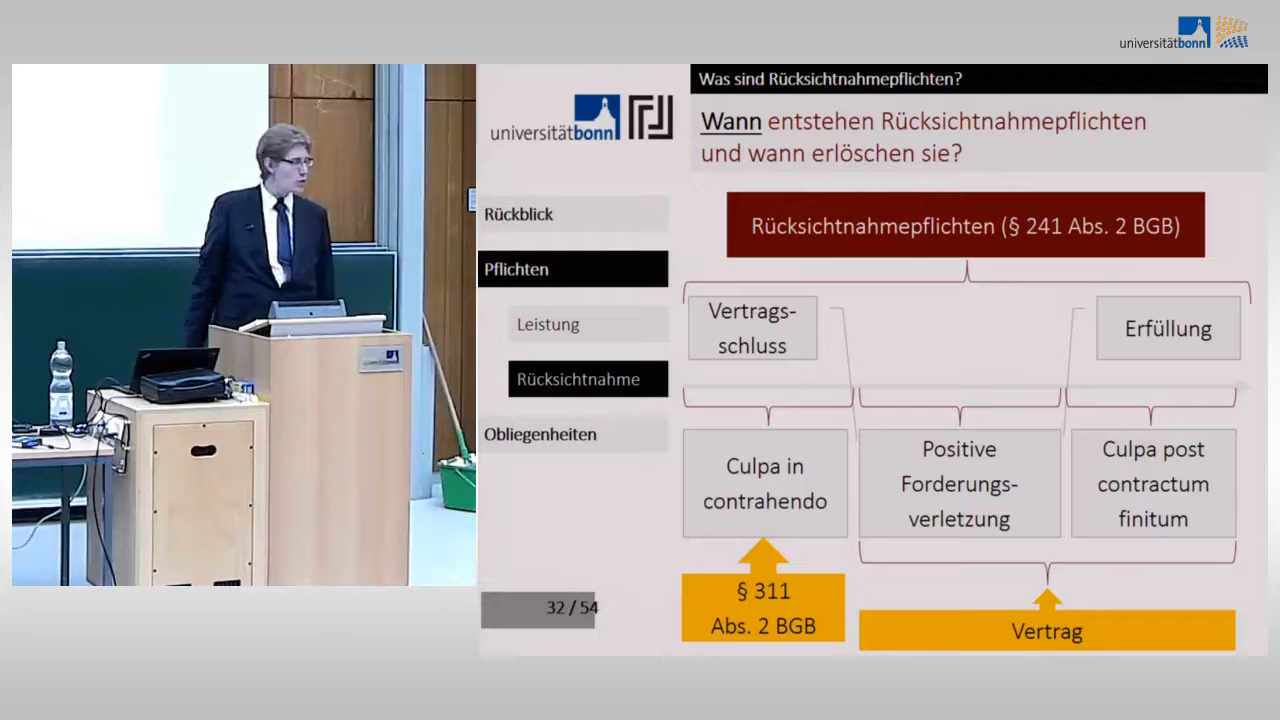 universitätbonn
Was sind Rücksichtnahmepflichten?
universitätbonn
Wann entstehen Rücksichtnahmepflichten
und wann erlöschen sie?
Rückblick
Pflichten
Leistung
Rücksichtnahme
Obliegenheiten
32 / 54
Rücksichtnahmepflichten (§ 241 Abs. 2 BGB)
Vertrags-
schluss
Erfüllung
Culpa in
contrahendo
Positive
Forderungs-
verletzung
Culpa post
contractum
finitum
§ 311
Abs. 2 BGB
Vertrag